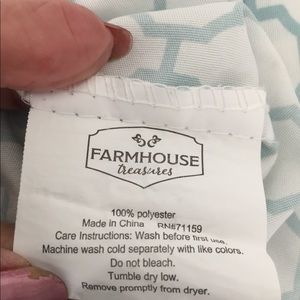 FARMHOUSE
treasures
100% polyester
Made in China RN#71159
Care Instructions: Wash before first use.
Machine wash cold separately with like colors.
Do not bleach.
Tumble dry low.
Remove promptly from dryer.